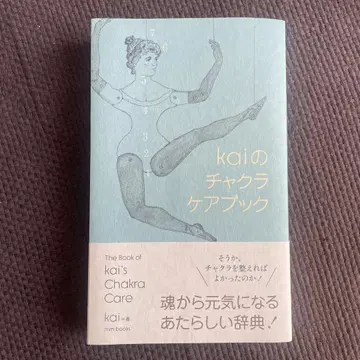 kaiの
チャクラ
ケアブック
The Book of
kai's
Chakra
Care
kai
mm books
そうか、
チャクラを整えれば
よかったのか！
魂から元気になる
あたらしい辞典！